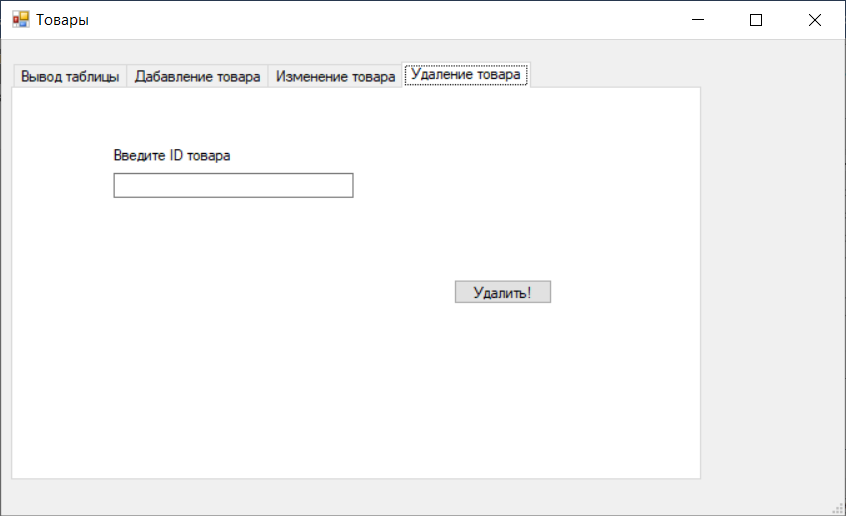 Товары
Вывод таблицы Дабавление товара Изменение товара Удаление товара
Введите ID товара
Удалить!